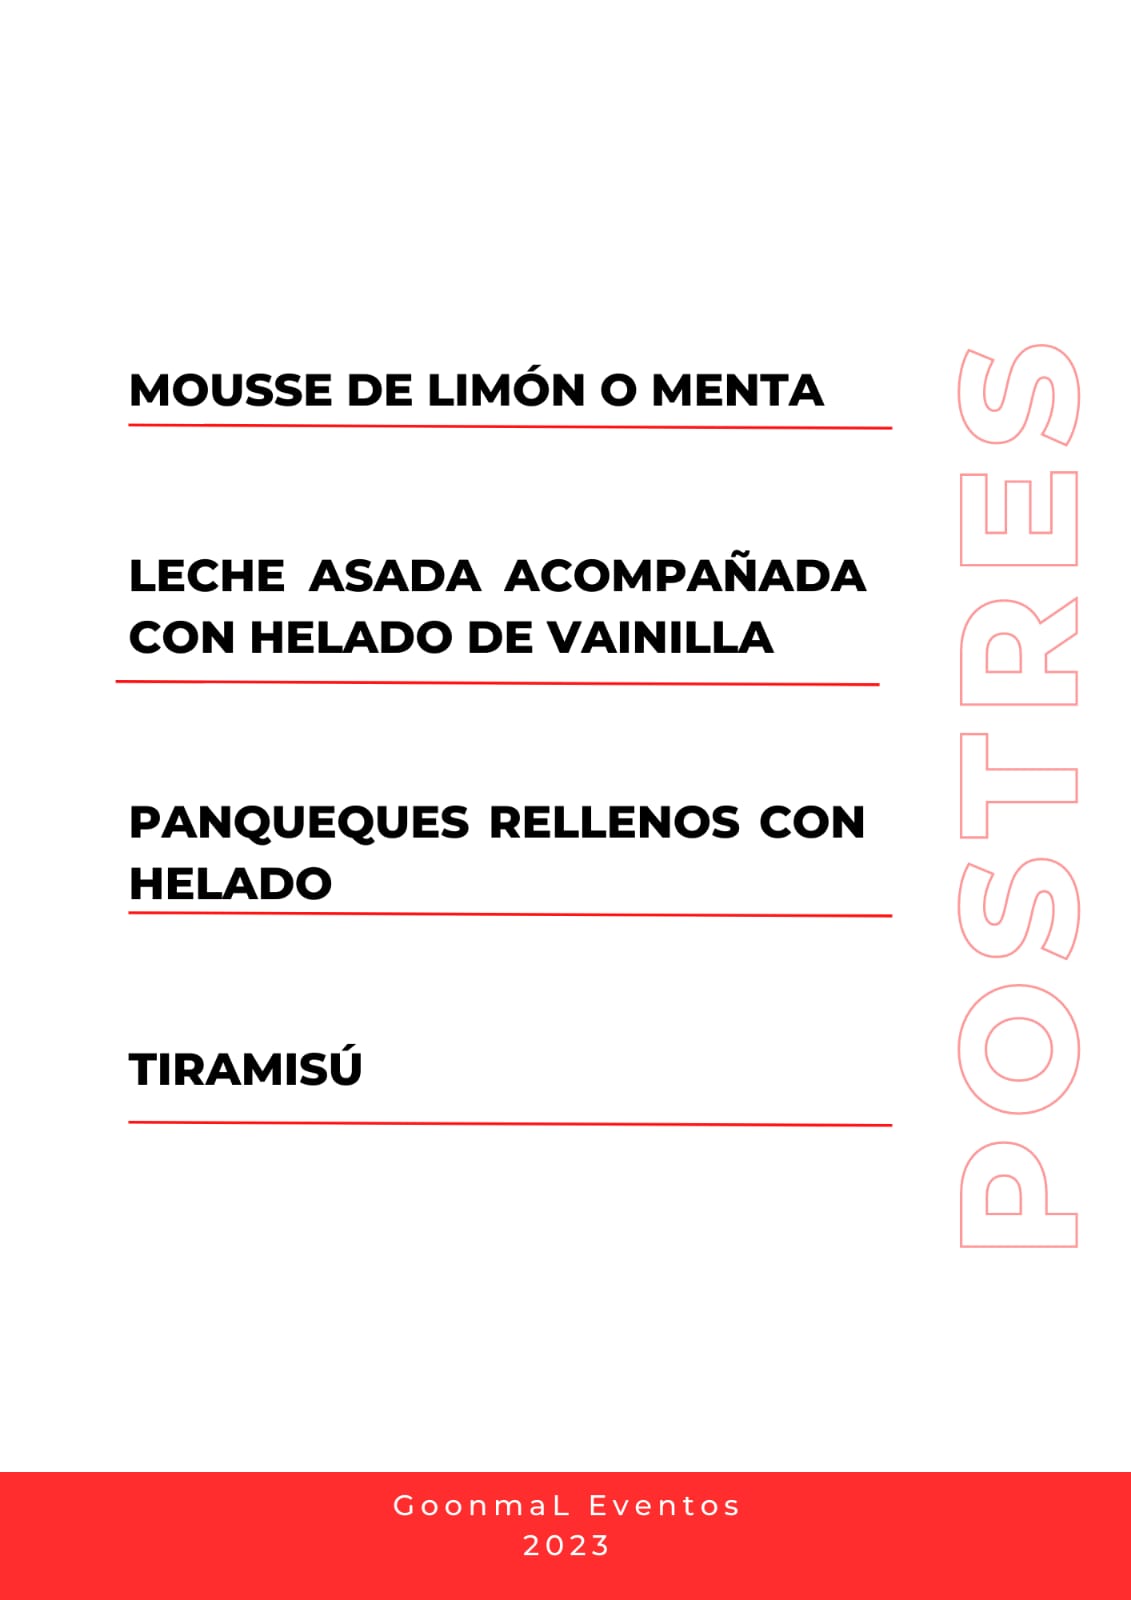 MOUSSE DE LIMÓN O MENTA
LECHE ASADA ACOMPAÑADA
CON HELADO DE VAINILLA
PANQUEQUES RELLENOS CON
HELADO
TIRAMISÚ
POSTRES
GoonmaL Eventos
2023